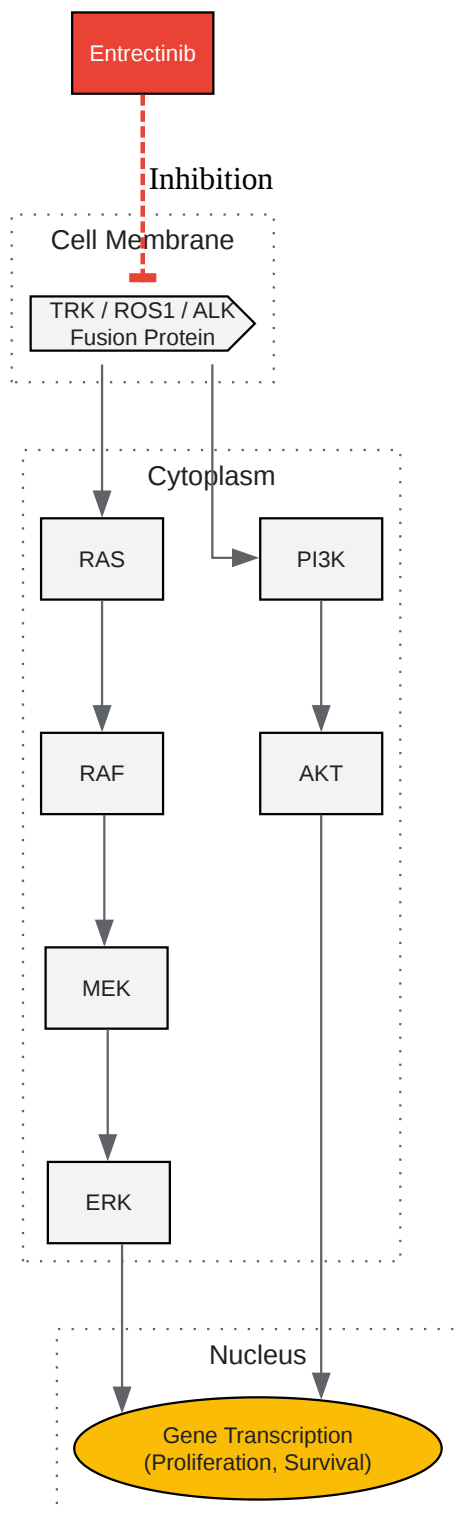 Entrectinib
Inhibition
Cell Membrane
TRK / ROS1 / ALK
Fusion Protein
Cytoplasm
RAS
PI3K
RAF
AKT
MEK
ERK
Nucleus
Gene Transcription
(Proliferation, Survival)